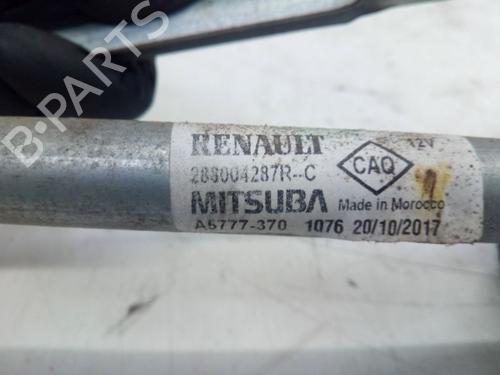 B-PARTS
RENAULT
12V
288004287R--C
CAQ
MITSUBA Made in Morocco
A5777-370 1076 20/10/2017